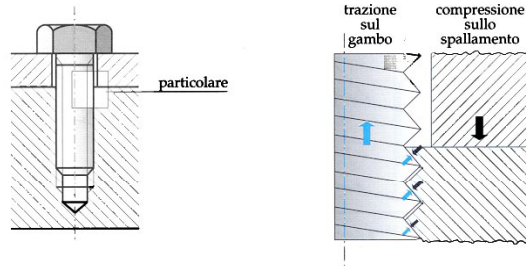 particolare
trazione
sul
gambo
compressione
sullo
spallamento